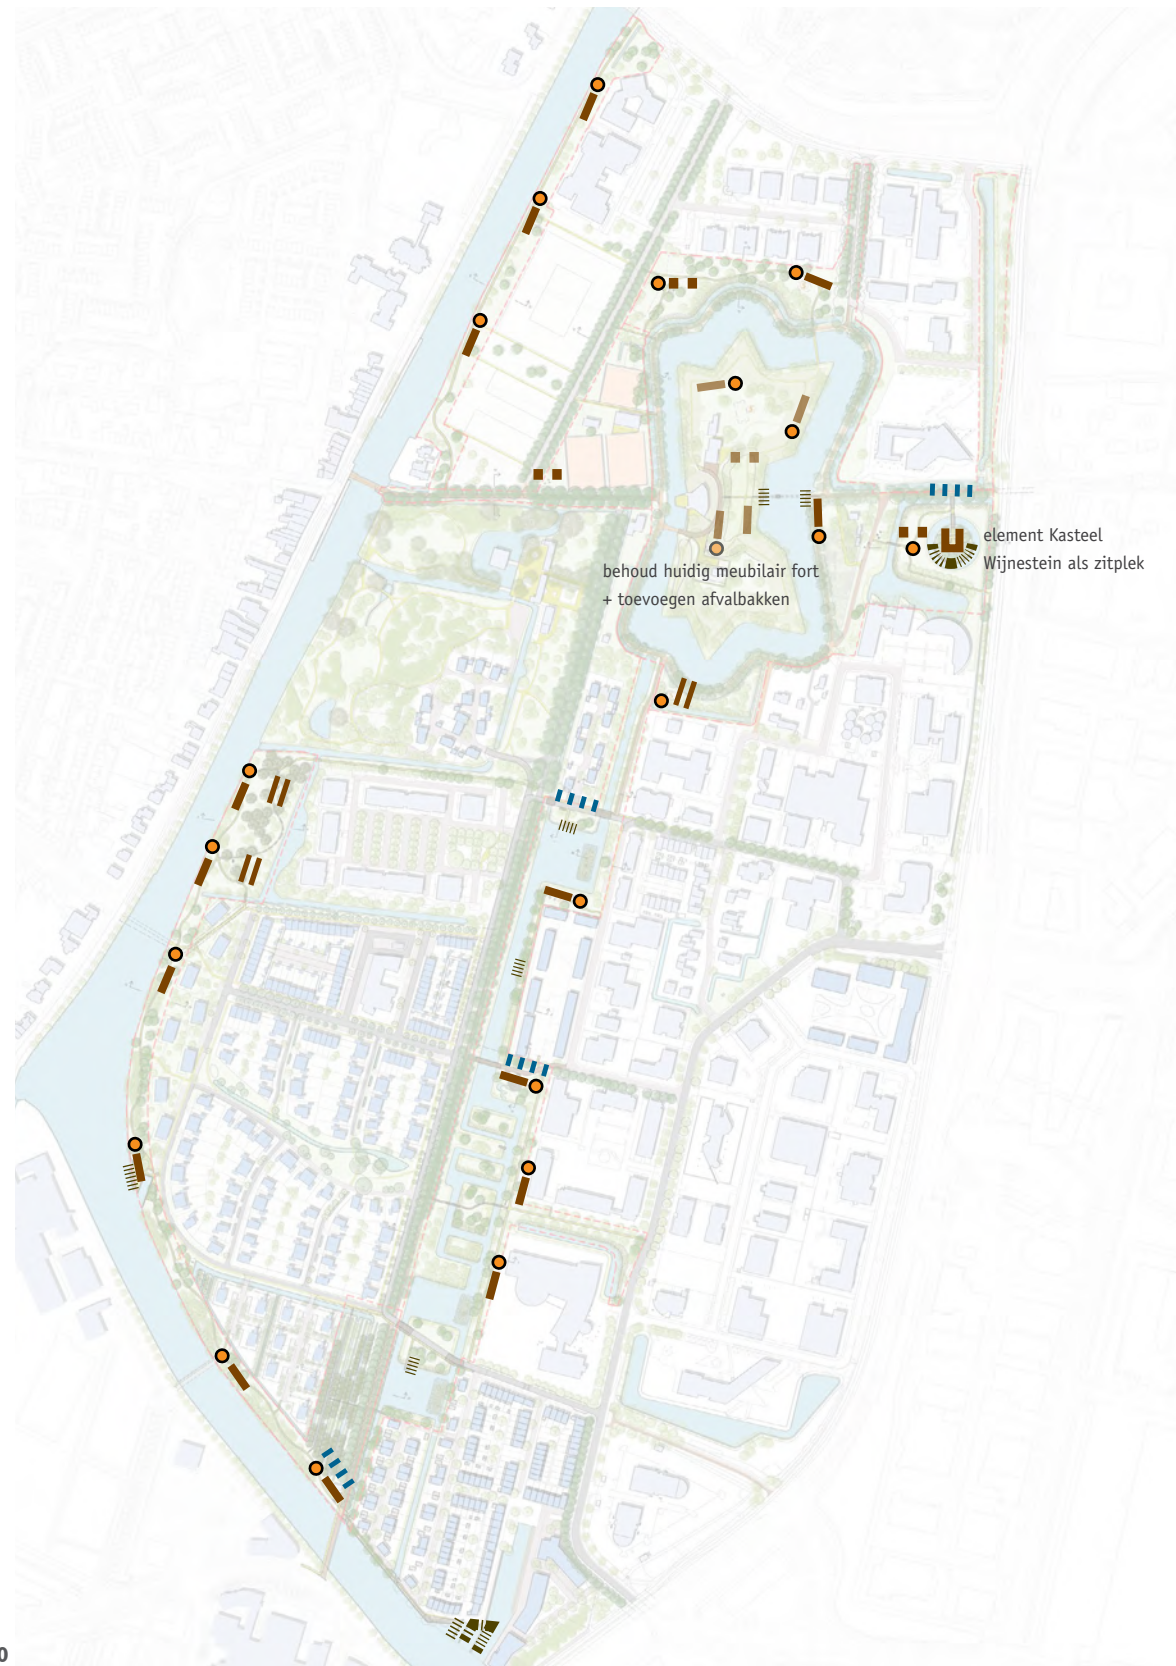 element Kasteel
Wijnestein als zitplek
behoud huidig meubilair fort
+ toevoegen afvalbakken
0